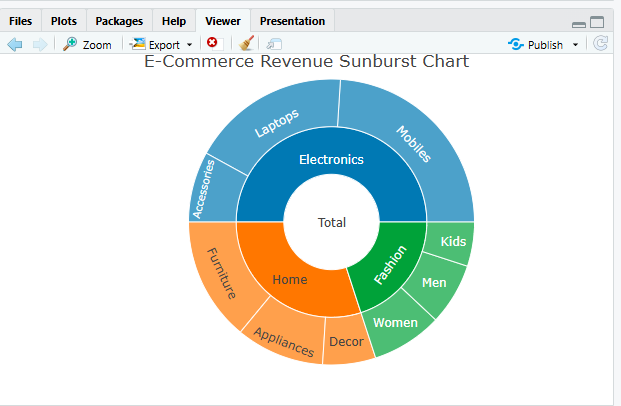 Files Plots Packages Help Viewer Presentation
Zoom Export Publish
E-Commerce Revenue Sunburst Chart
Laptops
Mobiles
Electronics
Accessories
Total
Kids
Furniture
Fashion
Home
Men
Women
Appliances
Decor